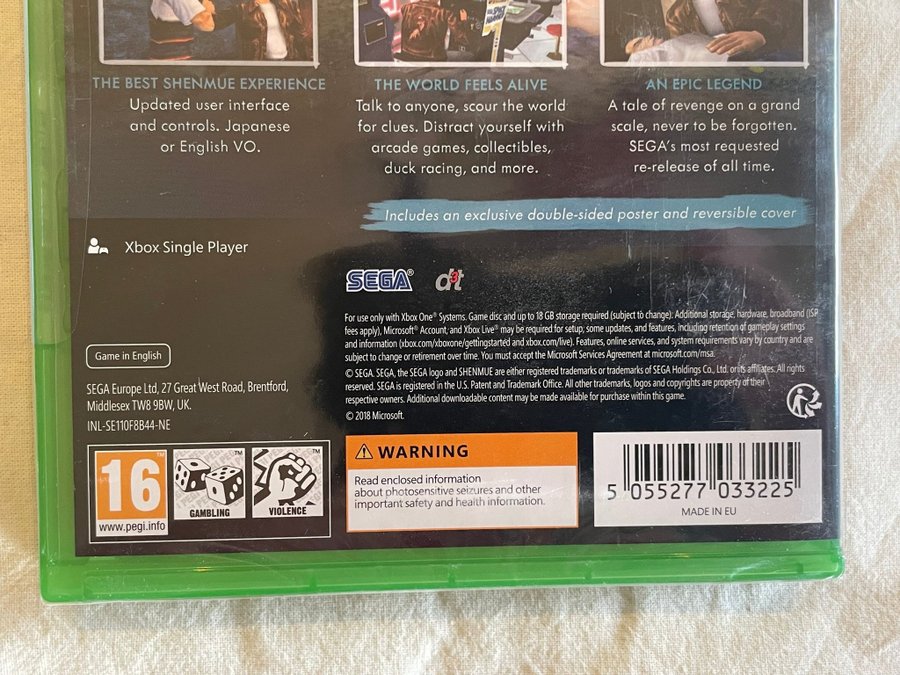 THE BEST SHENMUE EXPERIENCE
Updated user interface
and controls. Japanese
or English VO.
THE WORLD FEELS ALIVE
Talk to anyone, scour the world
for clues. Distract yourself with
arcade games, collectibles,
duck racing, and more.
AN EPIC LEGEND
A tale of revenge on a grand
scale, never to be forgotten.
SEGA's most requested
re-release of all time.
Includes an exclusive double-sided poster and reversible cover
Xbox Single Player
SEGA®
d3t
For use only with Xbox One® Systems. Game disc and up to 18 GB storage required (subject to change): Additional storage, hardware, broadband (ISP
fees apply), Microsoft® Account, and Xbox Live® may be required for setup, some updates, and features, including retention of gameplay settings
and information (xbox.com/xboxone/gettingstarted and xbox.com/live). Features, online services, and system requirements vary by country and are
subject to change or retirement over time. You must accept the Microsoft Services Agreement at microsoft.com/msa.
© SEGA. SEGA, the SEGA logo and SHENMUE are either registered trademarks or trademarks of SEGA Holdings Co., Ltd. or its affiliates. All rights
reserved. SEGA is registered in the U.S. Patent and Trademark Office. All other trademarks, logos and copyrights are property of their
respective owners. Additional downloadable content may be made available for purchase within this game.
© 2018 Microsoft.
Game in English
SEGA Europe Ltd, 27 Great West Road, Brentford,
Middlesex TW8 9BW, UK.
INL-SE110F8B44-NE
16
www.pegi.info
TM
GAMBLING
TM
VIOLENCE
WARNING
Read enclosed information
about photosensitive seizures and other
important safety and health information.
5 055277 033225
MADE IN EU